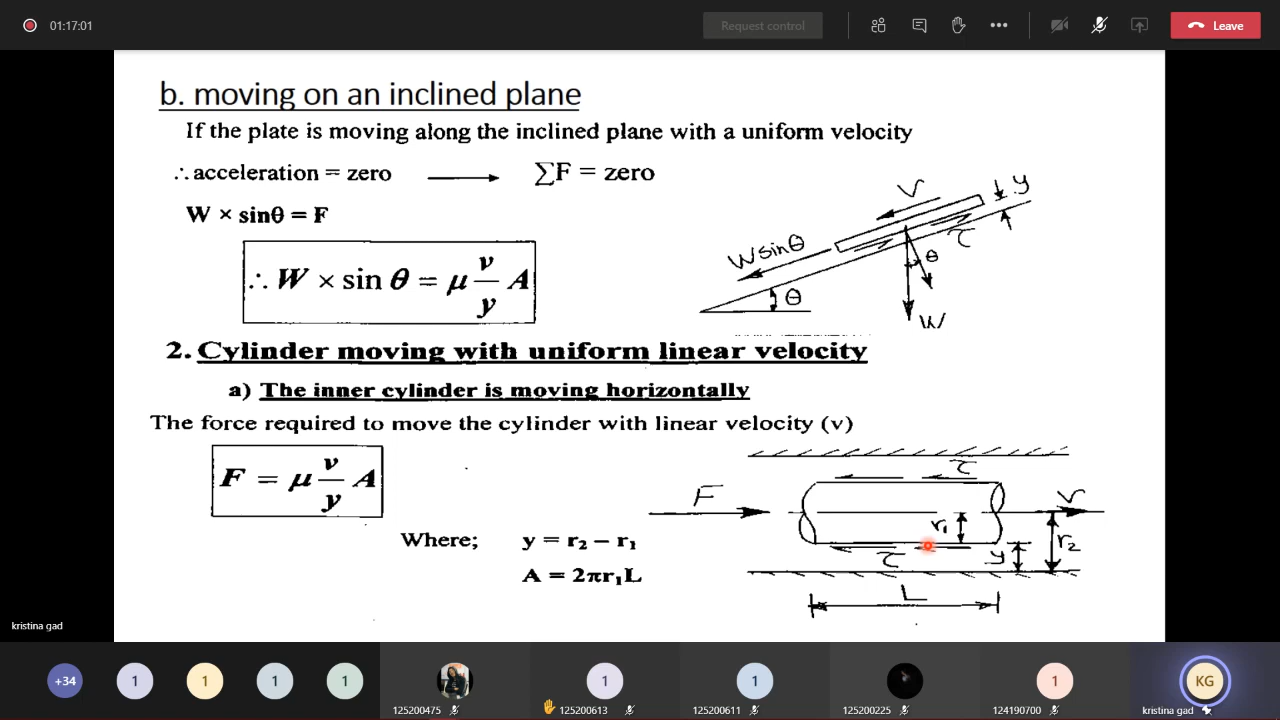 01:17:01
Request control
Leave
b. moving on an inclined plane
If the plate is moving along the inclined plane with a uniform velocity
∴acceleration = zero ⟶ ∑F = zero
W × sinθ = F
∴ W × sin θ = μ v/y A
V
y
W sinθ
τ
θ
θ
W
2. Cylinder moving with uniform linear velocity
a) The inner cylinder is moving horizontally
The force required to move the cylinder with linear velocity (v)
F = μ v/y A
Where; y = r₂ – r₁
A = 2πr₁L
τ
F
V
r₁
r₂
τ
y
L
kristina gad
+34
1
1
1
1
125200475
1
125200613
1
125200611
125200225
1
124190700
KG
kristina gad